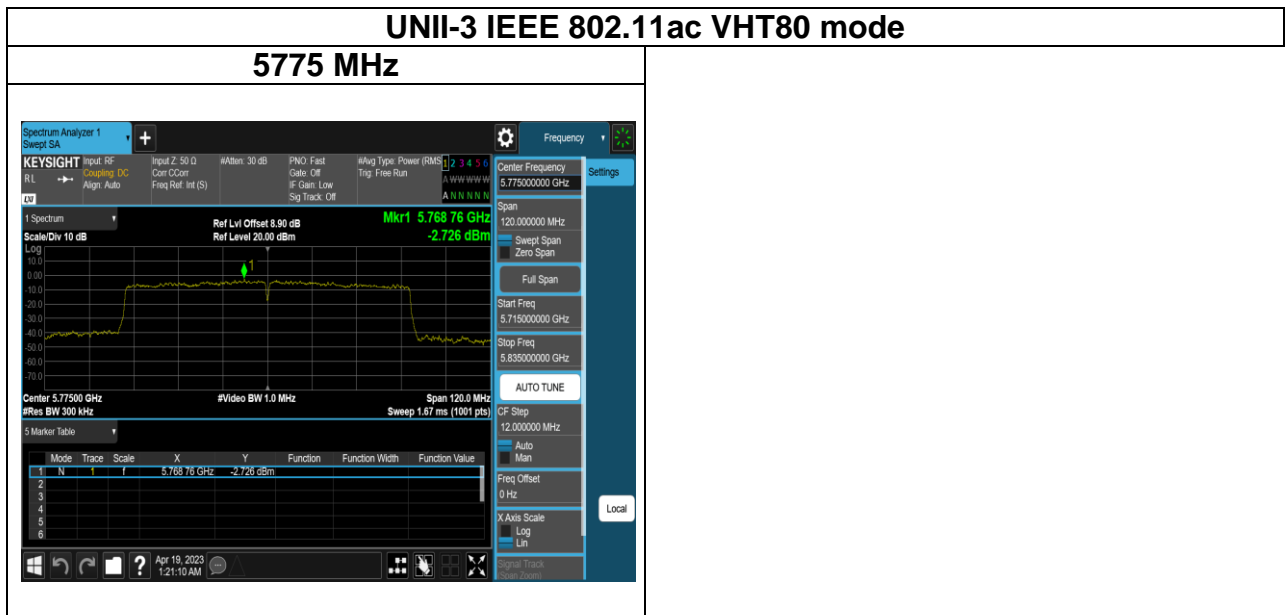 UNII-3 IEEE 802.11ac VHT80 mode
5775 MHz
Spectrum Analyzer 1
Swept SA
Frequency
KEYSIGHT
RL
LXI
Input: RF
Coupling: DC
Align: Auto
Input Z: 50 Ω
Corr CCorr
Freq Ref: Int (S)
#Atten: 30 dB
PNO: Fast
Gate: Off
IF Gain: Low
Sig Track: Off
#Avg Type: Power (RMS
Trig: Free Run
1 2 3 4 5 6
A WW WW W
A N N N N N
1 Spectrum
Scale/Div 10 dB
Ref Lvl Offset 8.90 dB
Ref Level 20.00 dBm
Mkr1 5.768 76 GHz
-2.726 dBm
Log
10.0
0.00
-10.0
-20.0
-30.0
-40.0
-50.0
-60.0
-70.0
1
Center 5.77500 GHz
#Res BW 300 kHz
#Video BW 1.0 MHz
Span 120.0 MHz
Sweep 1.67 ms (1001 pts)
5 Marker Table
Mode Trace Scale X Y Function Function Width Function Value
1 N 1 f 5.768 76 GHz -2.726 dBm
2
3
4
5
6
Apr 19, 2023
1:21:10 AM
Center Frequency
5.775000000 GHz
Settings
Span
120.000000 MHz
Swept Span
Zero Span
Full Span
Start Freq
5.715000000 GHz
Stop Freq
5.835000000 GHz
AUTO TUNE
CF Step
12.000000 MHz
Auto
Man
Freq Offset
0 Hz
X Axis Scale
Log
Lin
Local
Signal Track
(Span Zoom)